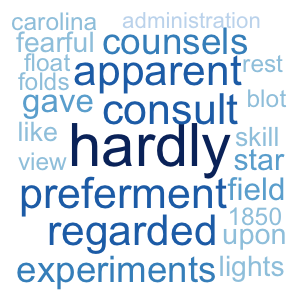 carolina administration
fearful counsels
float apparent rest
folds
gave consult blot
like hardly skill
view star
preferment field
regarded 1850
upon
experiments lights